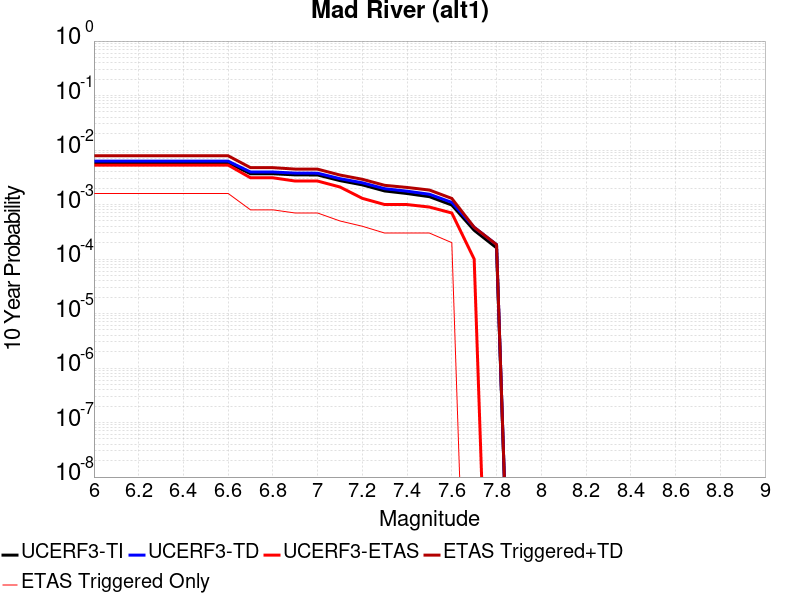 Mad River (alt1)
10 Year Probability
10^0
10^-1
10^-2
10^-3
10^-4
10^-5
10^-6
10^-7
10^-8
6 6.2 6.4 6.6 6.8 7 7.2 7.4 7.6 7.8 8 8.2 8.4 8.6 8.8 9
Magnitude
UCERF3-TI UCERF3-TD UCERF3-ETAS ETAS Triggered+TD
ETAS Triggered Only